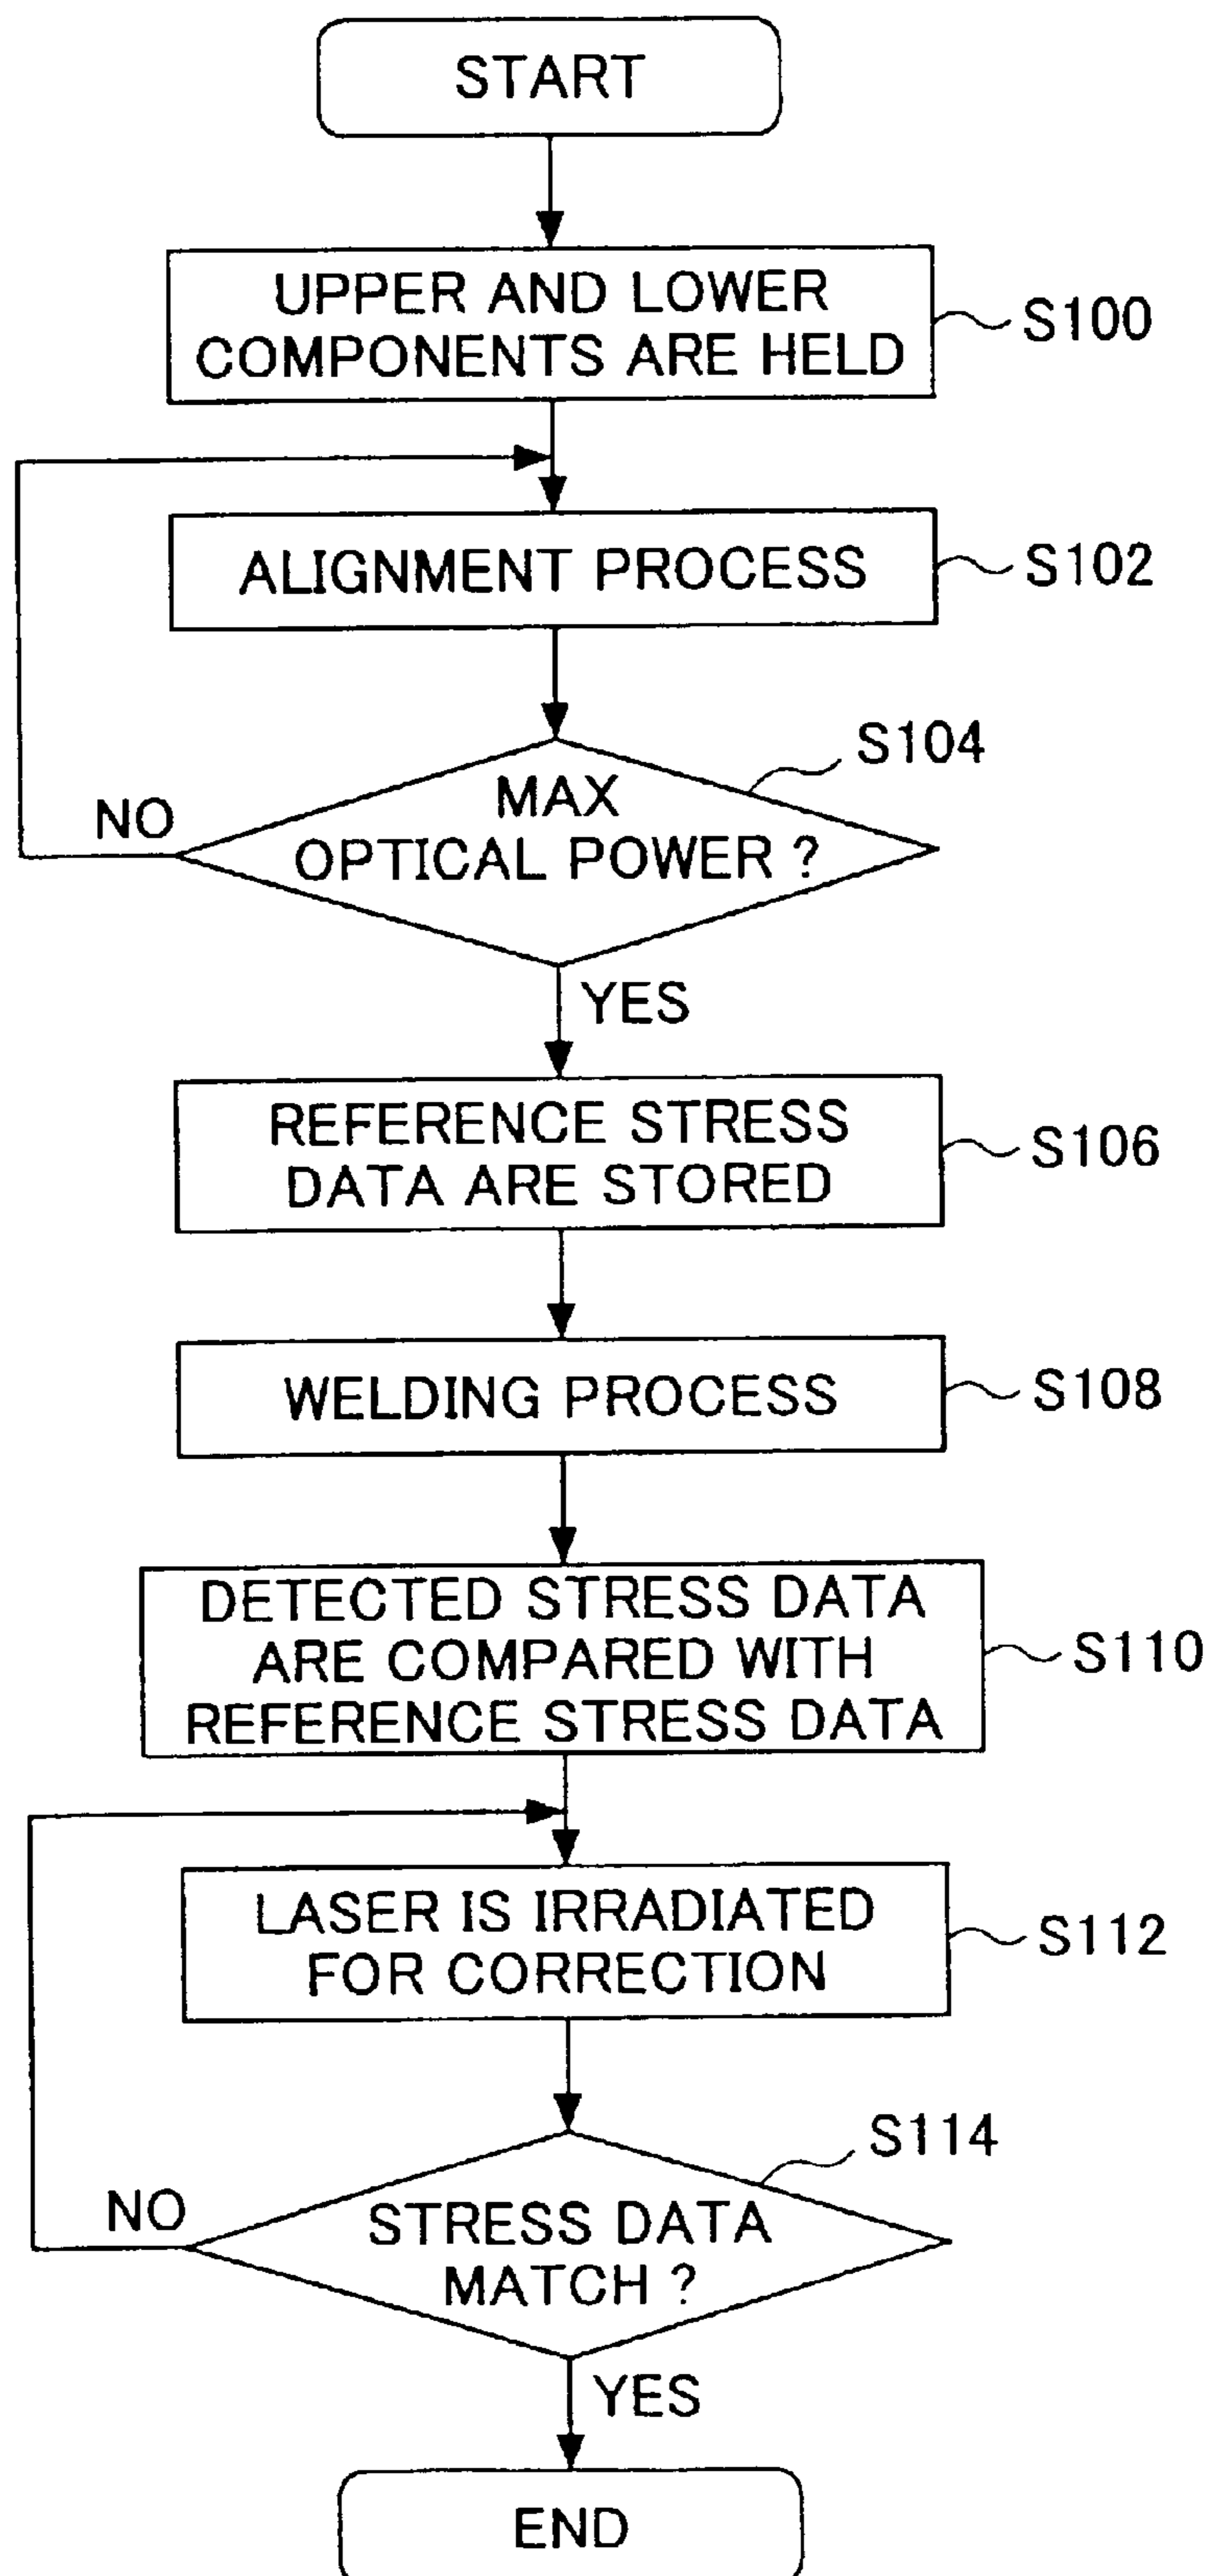 START
UPPER AND LOWER
COMPONENTS ARE HELD
S100
ALIGNMENT PROCESS
S102
S104
MAX
OPTICAL POWER ?
NO
YES
REFERENCE STRESS
DATA ARE STORED
S106
WELDING PROCESS
S108
DETECTED STRESS DATA
ARE COMPARED WITH
REFERENCE STRESS DATA
S110
LASER IS IRRADIATED
FOR CORRECTION
S112
S114
STRESS DATA
MATCH ?
NO
YES
END